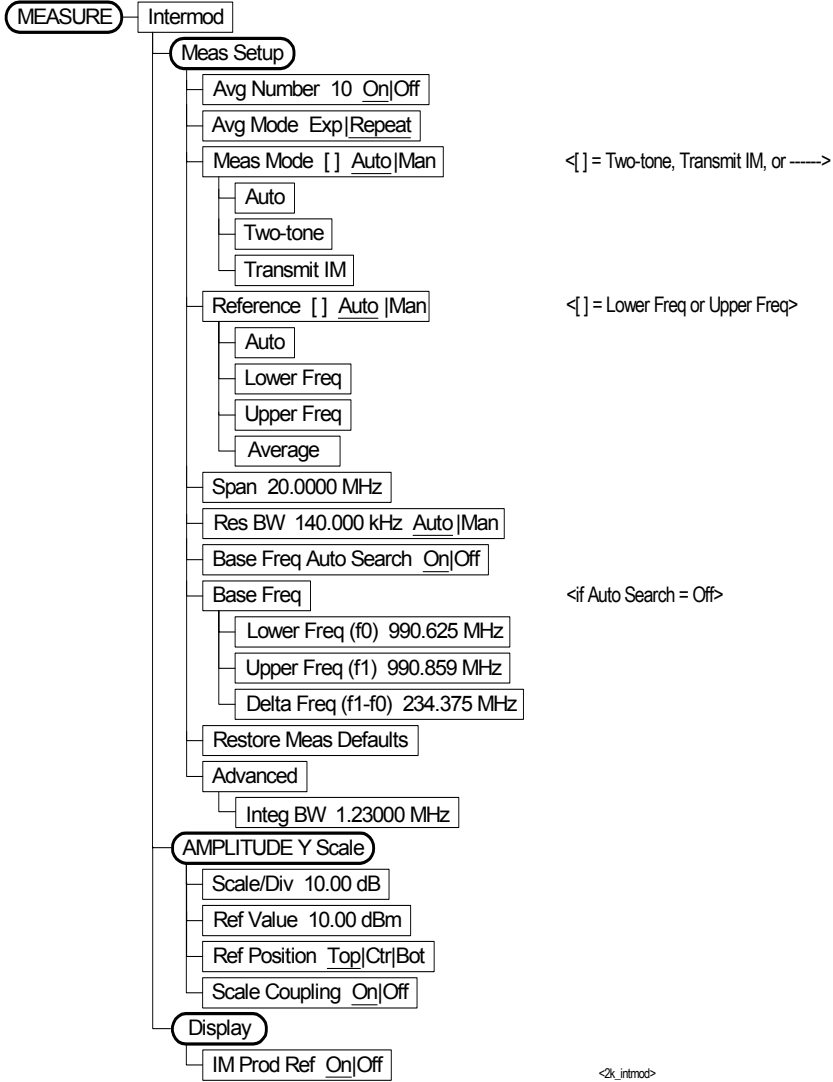 MEASURE Intermod
Meas Setup
Avg Number 10 On|Off
Avg Mode Exp|Repeat
Meas Mode [ ] Auto|Man <[ ] = Two-tone, Transmit IM, or ------>
Auto
Two-tone
Transmit IM
Reference [ ] Auto |Man <[ ] = Lower Freq or Upper Freq>
Auto
Lower Freq
Upper Freq
Average
Span 20.0000 MHz
Res BW 140.000 kHz Auto|Man
Base Freq Auto Search On|Off
Base Freq <if Auto Search = Off>
Lower Freq (f0) 990.625 MHz
Upper Freq (f1) 990.859 MHz
Delta Freq (f1-f0) 234.375 MHz
Restore Meas Defaults
Advanced
Integ BW 1.23000 MHz
AMPLITUDE Y Scale
Scale/Div 10.00 dB
Ref Value 10.00 dBm
Ref Position Top|Ctr|Bot
Scale Coupling On|Off
Display
IM Prod Ref On|Off <2k_intmod>